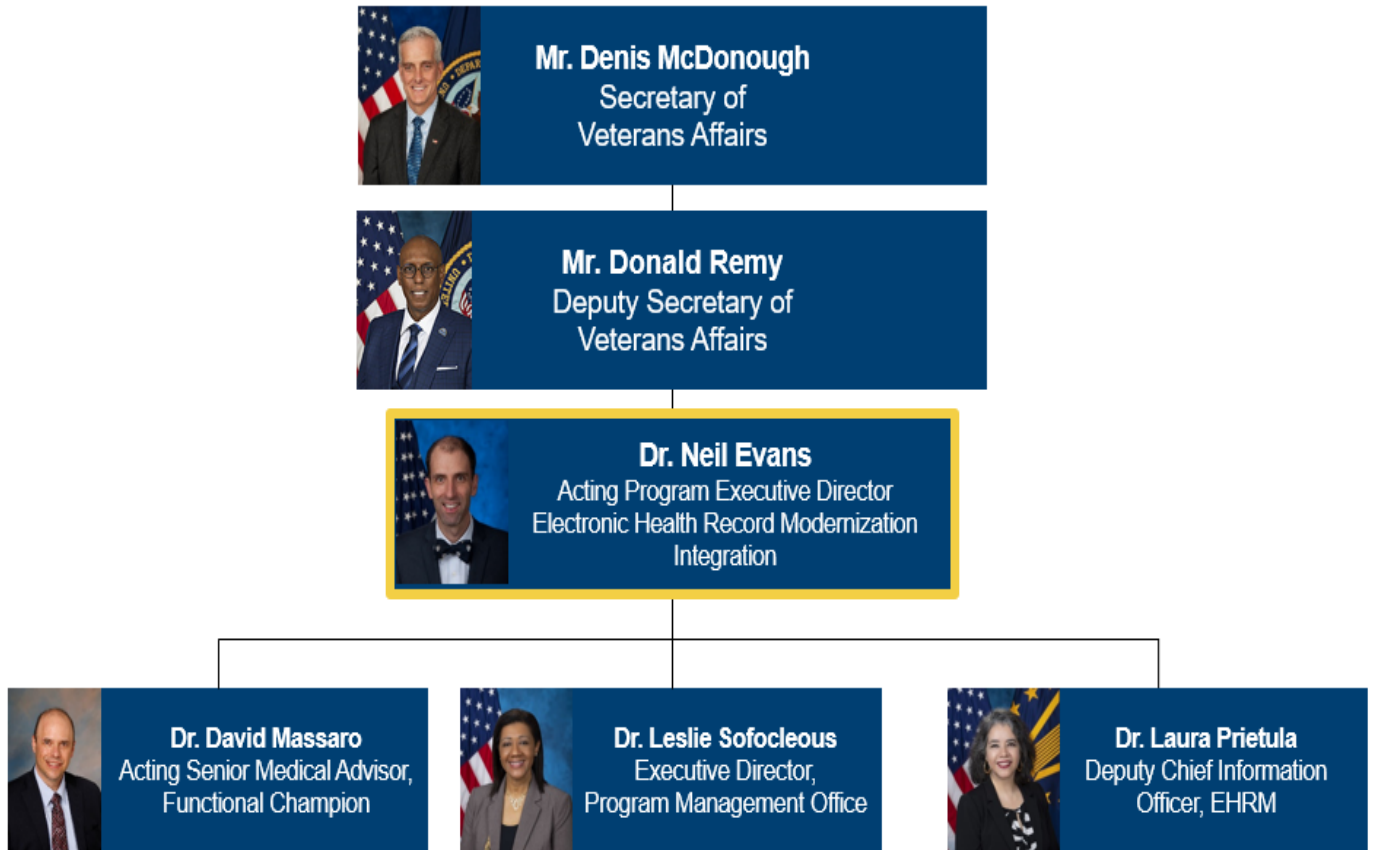 Mr. Denis McDonough
Secretary of
Veterans Affairs
Mr. Donald Remy
Deputy Secretary of
Veterans Affairs
Dr. Neil Evans
Acting Program Executive Director
Electronic Health Record Modernization
Integration
Dr. David Massaro
Acting Senior Medical Advisor,
Functional Champion
Dr. Leslie Sofocleous
Executive Director,
Program Management Office
Dr. Laura Prietula
Deputy Chief Information
Officer, EHRM